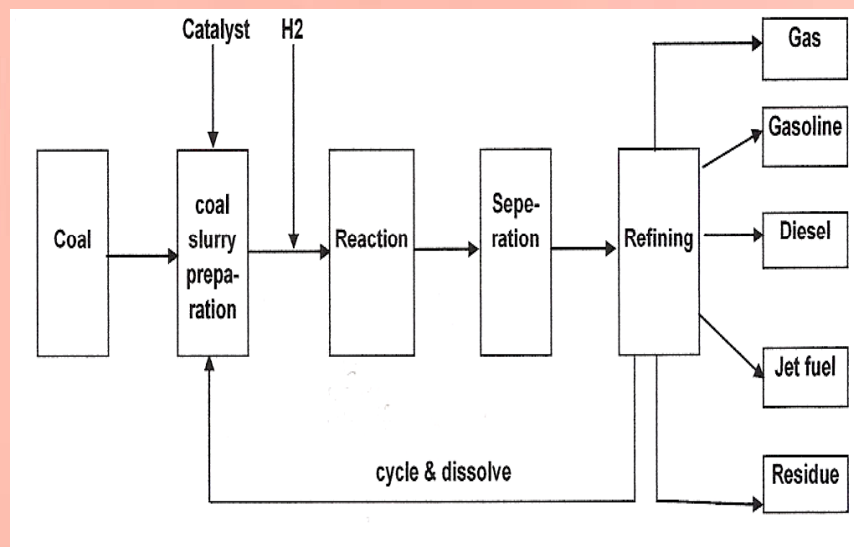 Catalyst
H2
Gas
Gasoline
Coal
coal
slurry
prepa-
ration
Reaction
Sepe-
ration
Refining
Diesel
Jet fuel
cycle & dissolve
Residue